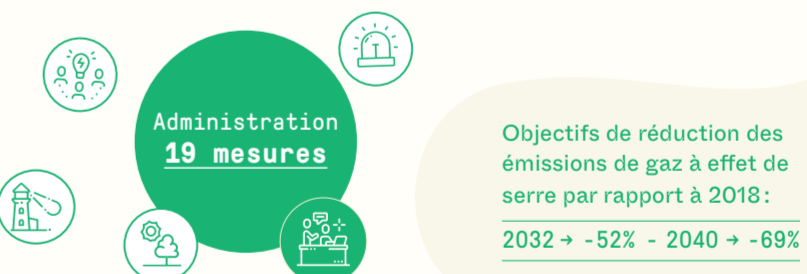 Administration
19 mesures
Objectifs de réduction des
émissions de gaz à effet de
serre par rapport à 2018 :
2032 → -52% - 2040 → -69%